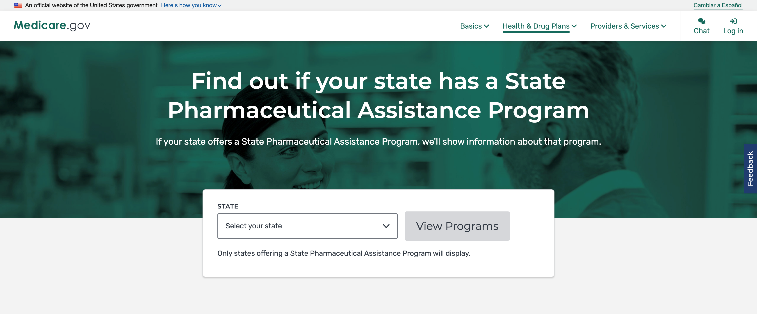 An official website of the United States government Here's how you know
Cambiar a Español
Medicare.gov
Basics
Health & Drug Plans
Providers & Services
Chat
Log in
Find out if your state has a State
Pharmaceutical Assistance Program
If your state offers a State Pharmaceutical Assistance Program, we'll show information about that program.
Feedback
STATE
Select your state
View Programs
Only states offering a State Pharmaceutical Assistance Program will display.